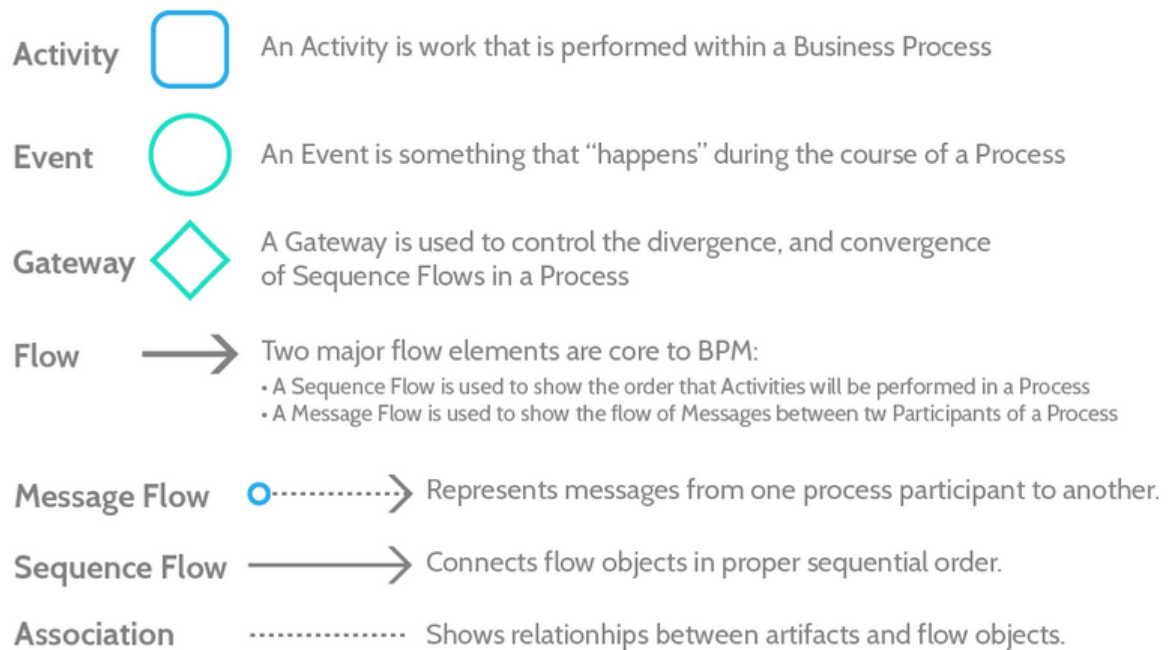 Activity
An Activity is work that is performed within a Business Process
Event
An Event is something that “happens” during the course of a Process
Gateway
A Gateway is used to control the divergence, and convergence
of Sequence Flows in a Process
Flow
Two major flow elements are core to BPM:
• A Sequence Flow is used to show the order that Activities will be performed in a Process
• A Message Flow is used to show the flow of Messages between tw Participants of a Process
Message Flow
Represents messages from one process participant to another.
Sequence Flow
Connects flow objects in proper sequential order.
Association
Shows relationhips between artifacts and flow objects.